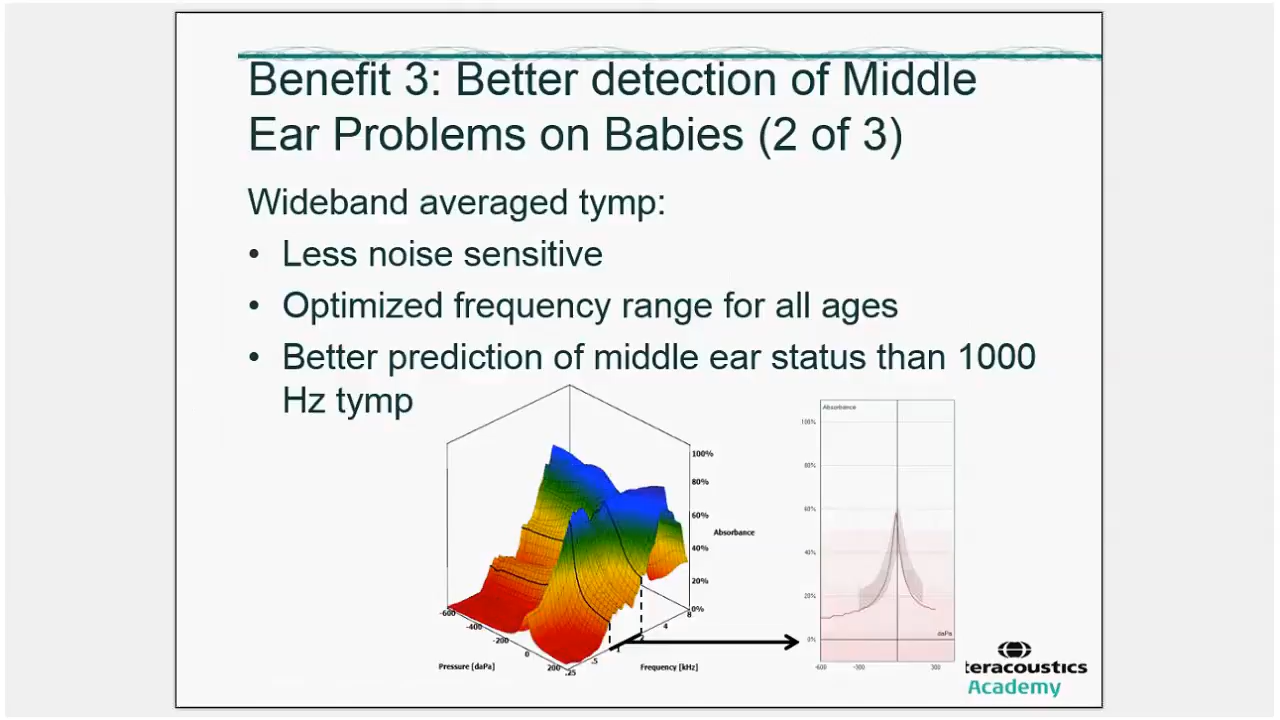 Benefit 3: Better detection of Middle
Ear Problems on Babies (2 of 3)
Wideband averaged tymp:
• Less noise sensitive
• Optimized frequency range for all ages
• Better prediction of middle ear status than 1000
Hz tymp
100%
80%
60%
Absorbance
40%
20%
0%
-600
-400
-200
0
200
Pressure [daPa]
.25
.5
1
2
4
8
Frequency [kHz]
Absorbance
100%
80%
60%
40%
20%
0%
daPa
-600
-300
300
teracoustics
Academy